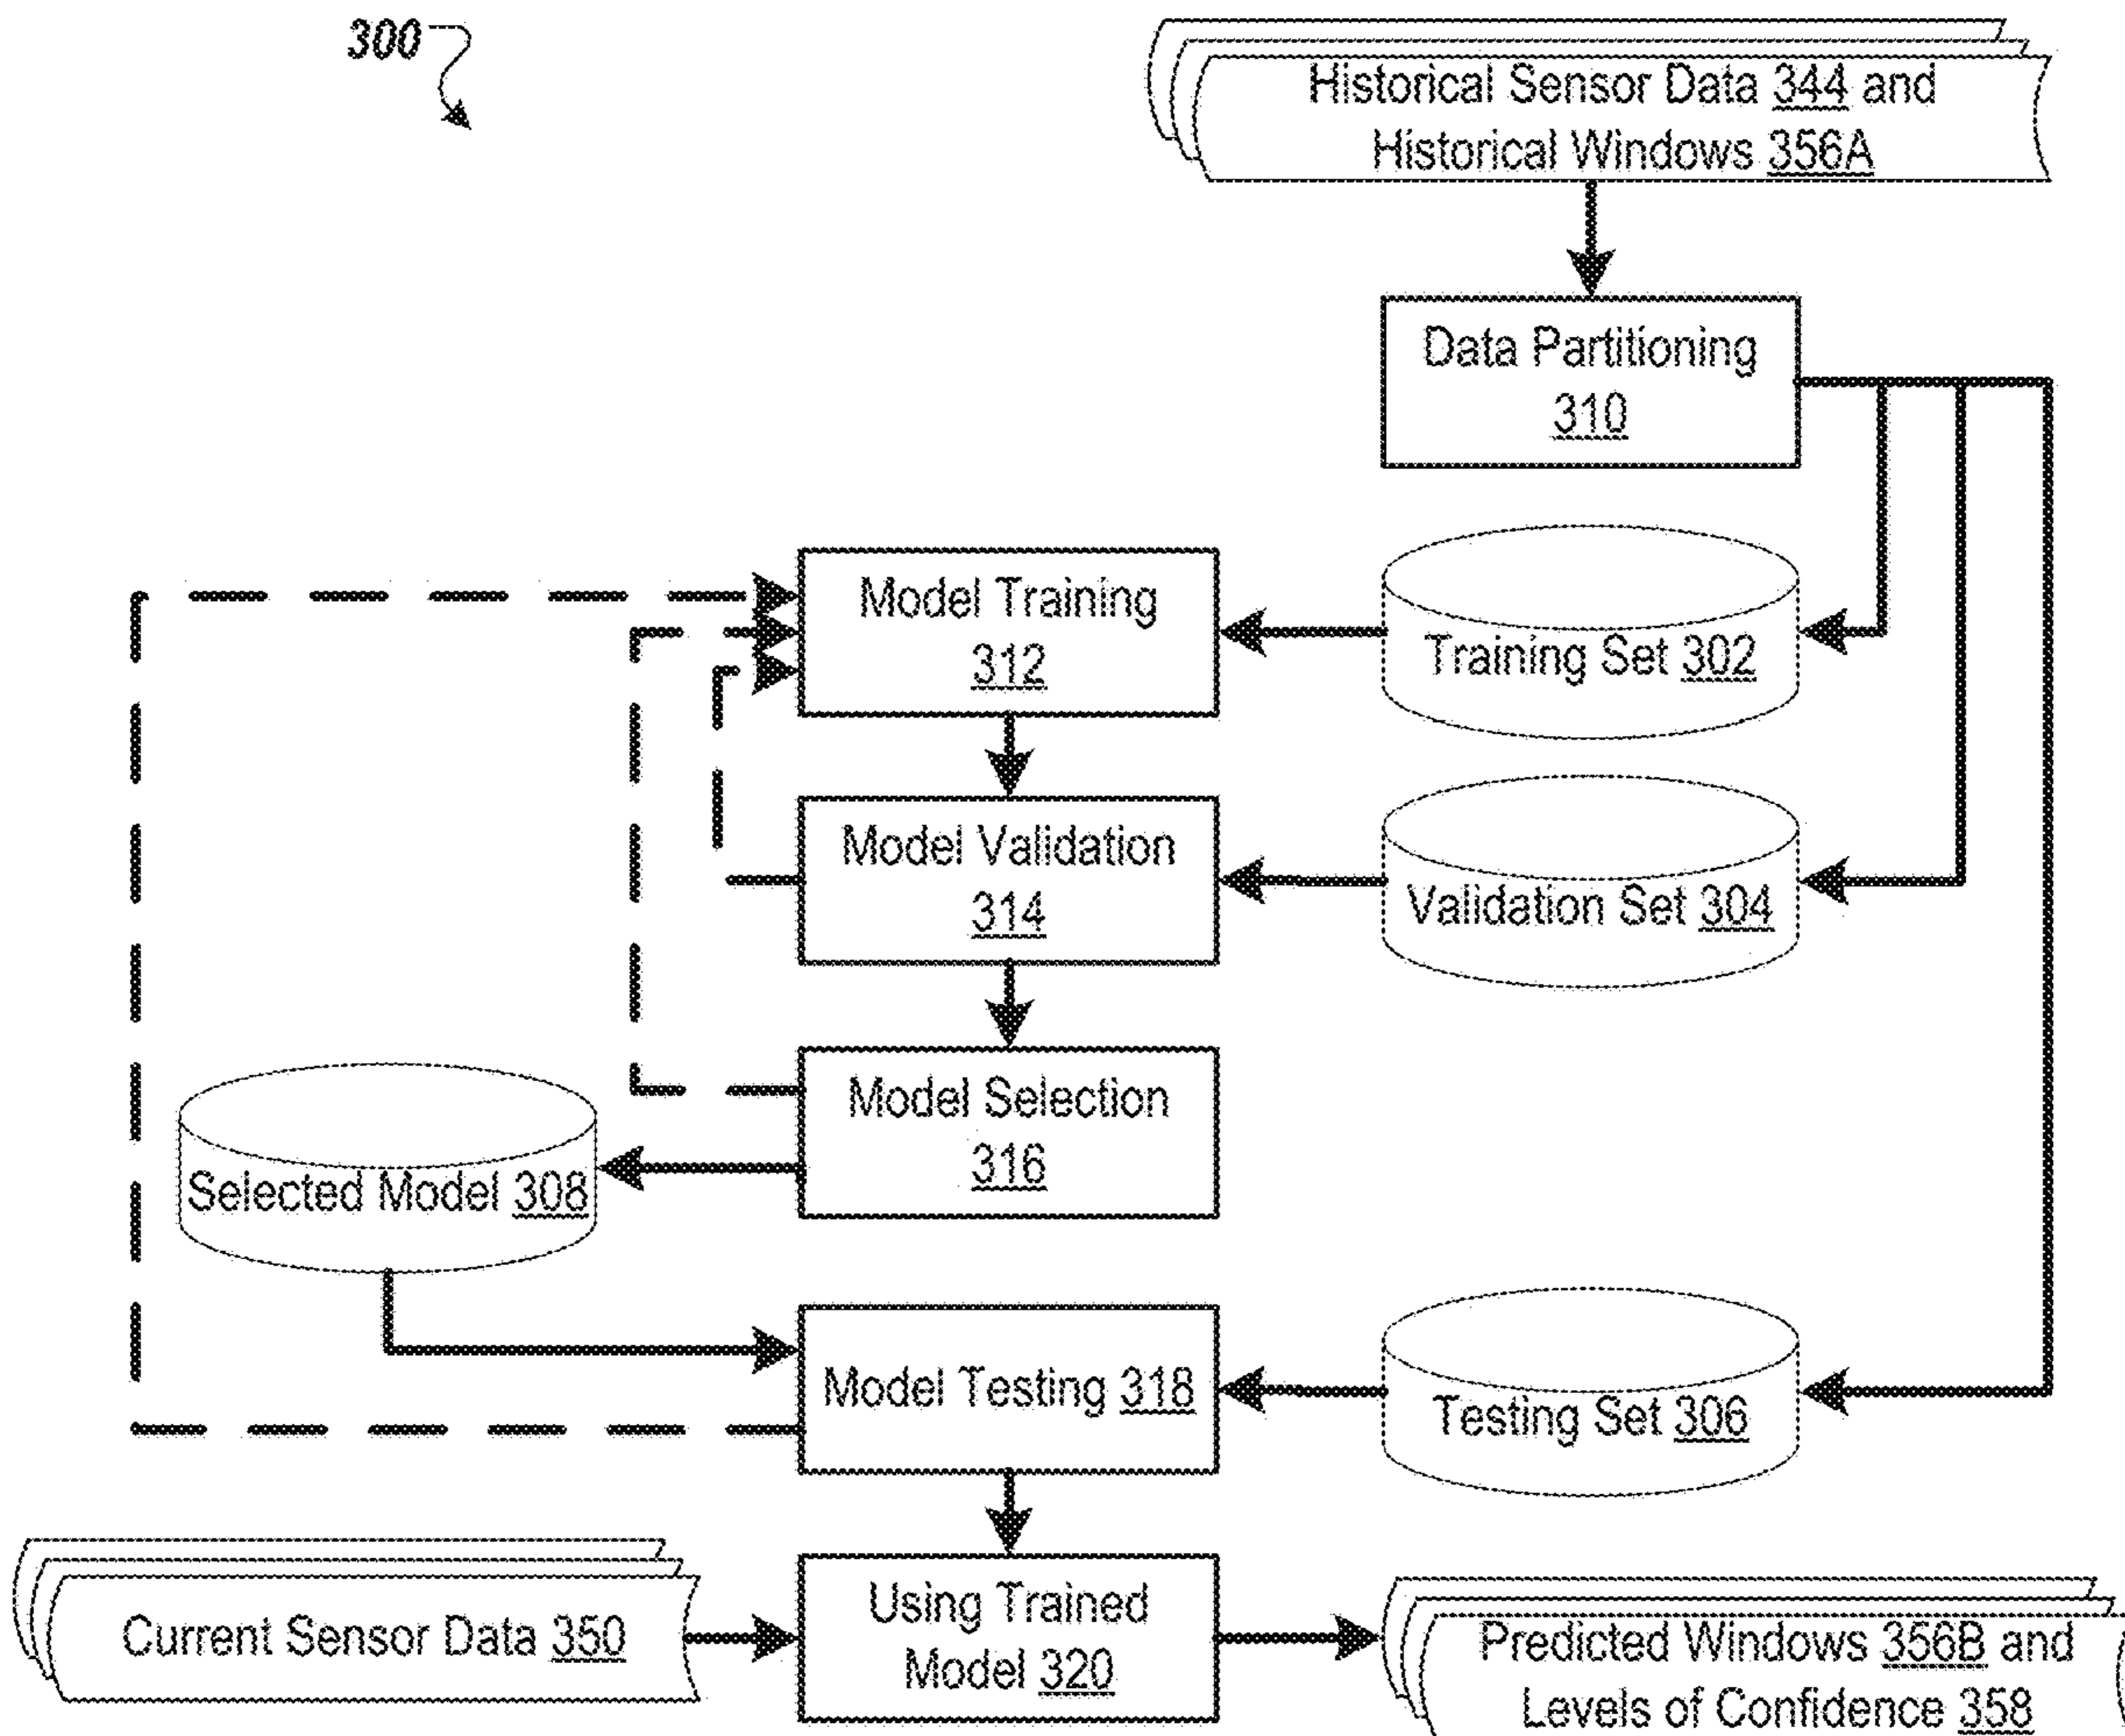 300
Historical Sensor Data 344 and
Historical Windows 356A
Data Partitioning
310
Model Training
312
Training Set 302
Model Validation
314
Validation Set 304
Model Selection
316
Selected Model 308
Model Testing 318
Testing Set 306
Current Sensor Data 350
Using Trained
Model 320
Predicted Windows 356B and
Levels of Confidence 358